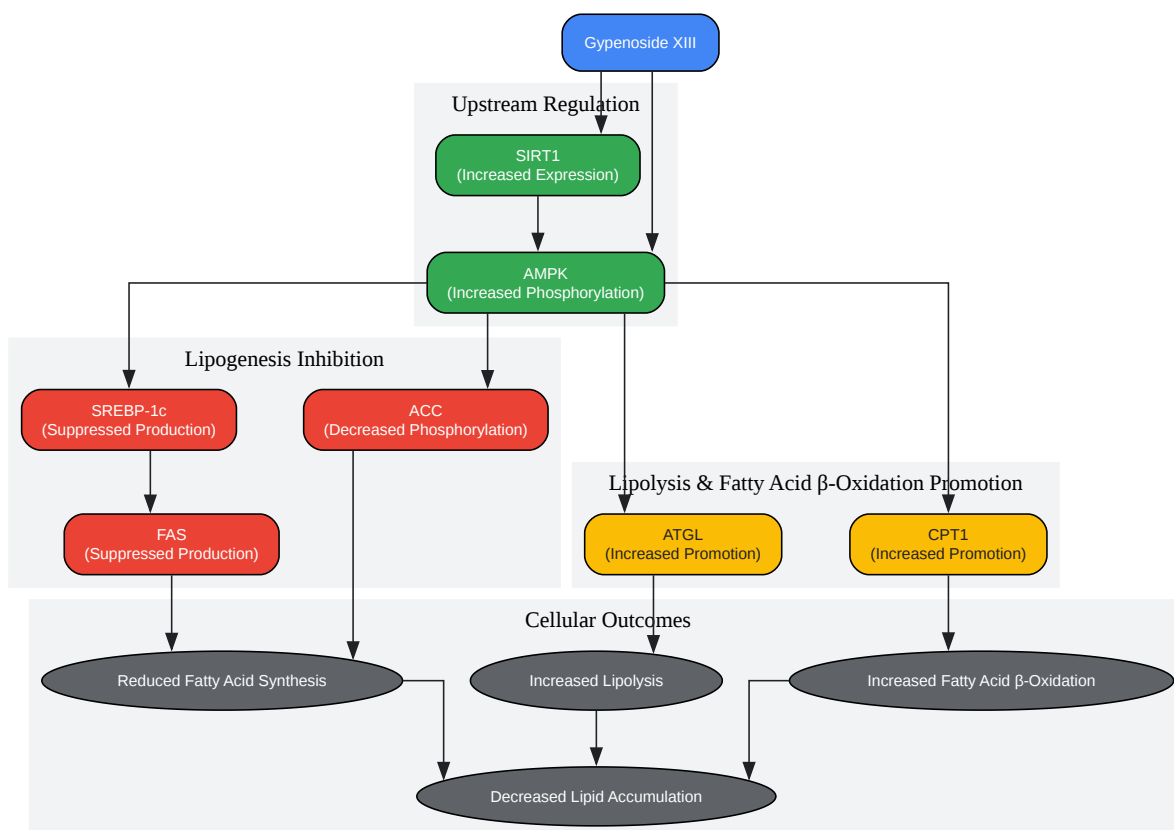 Gypenoside XIII
Upstream Regulation
SIRT1
(Increased Expression)
AMPK
(Increased Phosphorylation)
Lipogenesis Inhibition
SREBP-1c
(Suppressed Production)
ACC
(Decreased Phosphorylation)
Lipolysis & Fatty Acid β-Oxidation Promotion
FAS
(Suppressed Production)
ATGL
(Increased Promotion)
CPT1
(Increased Promotion)
Cellular Outcomes
Reduced Fatty Acid Synthesis
Increased Lipolysis
Increased Fatty Acid β-Oxidation
Decreased Lipid Accumulation